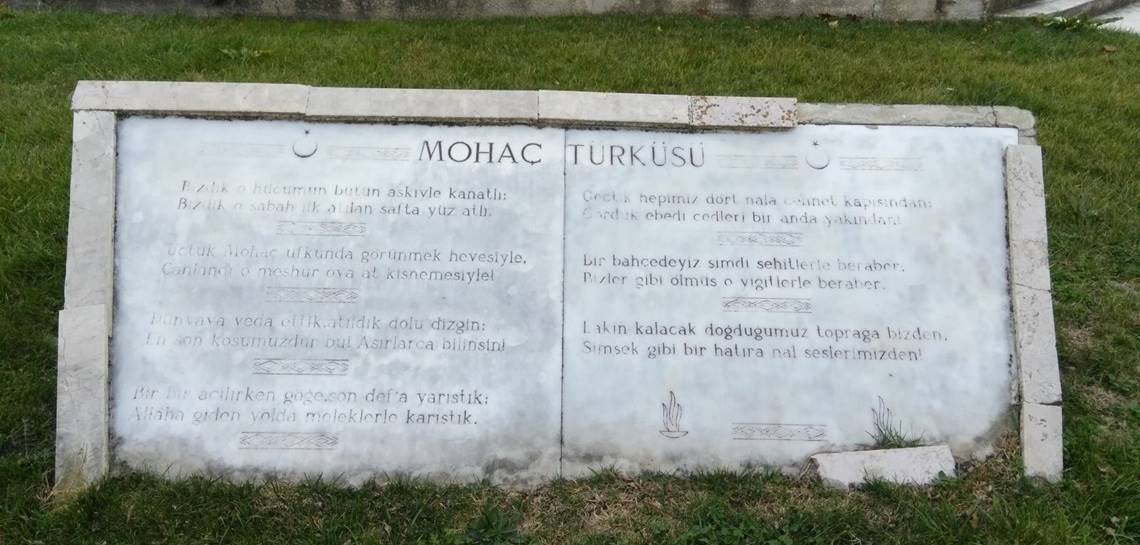 MOHAÇ TÜRKÜSÜ
Bizdik o hücumun bütün aşkıyle kanatlı;
Bizdik o sabah ilk atılan safta yüz atlı.
Uçtuk Mohaç ufkunda görünmek hevesiyle,
Canlandı o meşhur ova at kişnemesiyle!
Dünyaya veda ettik,atıldık dolu dizgin;
En son koşumuzdur bu! Asırlarca bilinsin!
Bir bir açılırken göğe,son def'a yarıştık;
Allaha giden yolda meleklerle karıştık.
Geçtik hepimiz dört nala cennet kapısından;
Gördük ebedi cedleri bir anda yakından!
Bir bahçedeyiz şimdi şehitlerle beraber,
Bizler gibi ölmüş o yiğitlerle beraber.
Lakin kalacak doğduğumuz toprağa bizden,
Şimşek gibi bir hatıra nal seslerimizden!